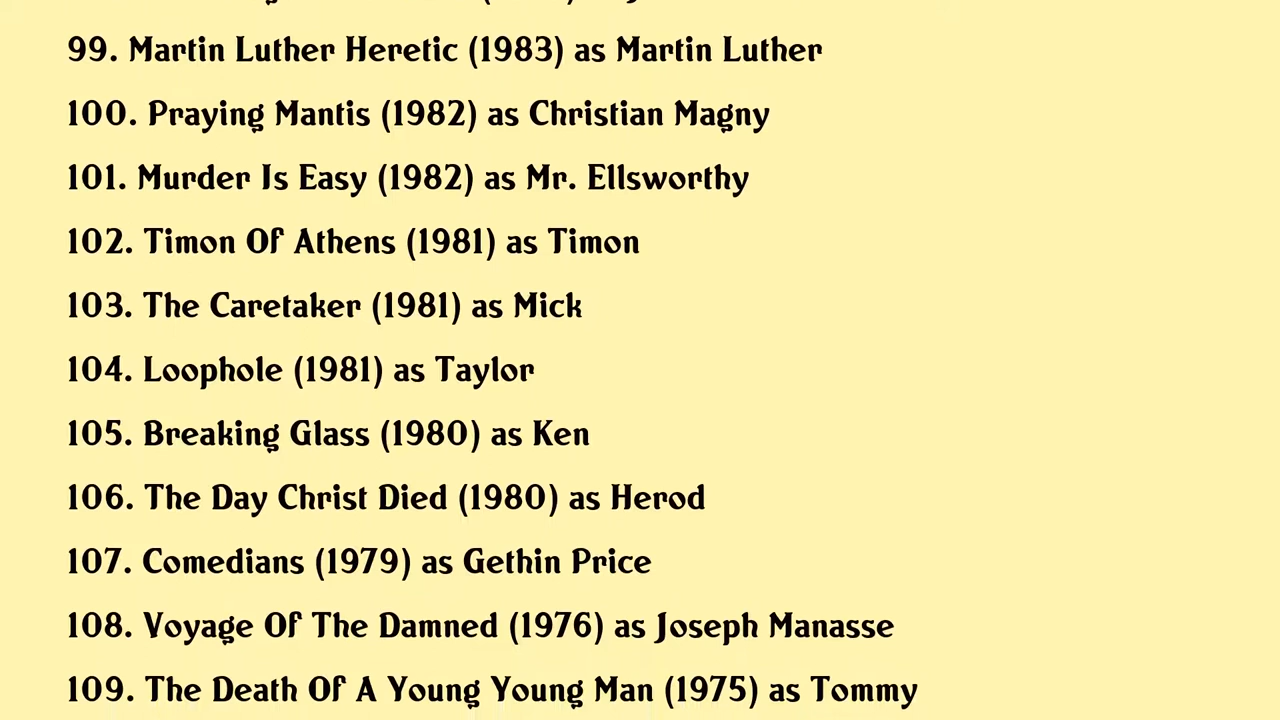 99. Martin Luther Heretic (1983) as Martin Luther
100. Praying Mantis (1982) as Christian Magny
101. Murder Is Easy (1982) as Mr. Ellsworthy
102. Timon Of Athens (1981) as Timon
103. The Caretaker (1981) as Mick
104. Loophole (1981) as Taylor
105. Breaking Glass (1980) as Ken
106. The Day Christ Died (1980) as Herod
107. Comedians (1979) as Gethin Price
108. Voyage Of The Damned (1976) as Joseph Manasse
109. The Death Of A Young Young Man (1975) as Tommy